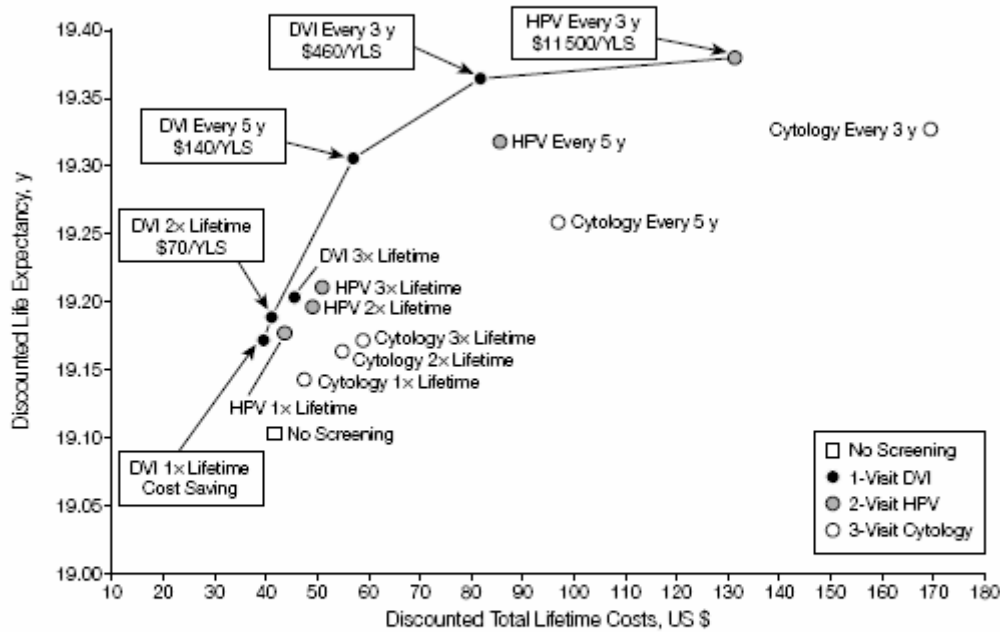 19.40
19.35
19.30
19.25
19.20
19.15
19.10
19.05
19.00
Discounted Life Expectancy, y
DVI Every 3 y
$460/YLS
HPV Every 3 y
$11500/YLS
DVI Every 5 y
$140/YLS
HPV Every 5 y
Cytology Every 3 y
DVI 2× Lifetime
$70/YLS
Cytology Every 5 y
DVI 3× Lifetime
HPV 3× Lifetime
HPV 2× Lifetime
Cytology 3× Lifetime
Cytology 2× Lifetime
Cytology 1× Lifetime
HPV 1× Lifetime
No Screening
DVI 1× Lifetime
Cost Saving
No Screening
1-Visit DVI
2-Visit HPV
3-Visit Cytology
10 20 30 40 50 60 70 80 90 100 110 120 130 140 150 160 170 180
Discounted Total Lifetime Costs, US $